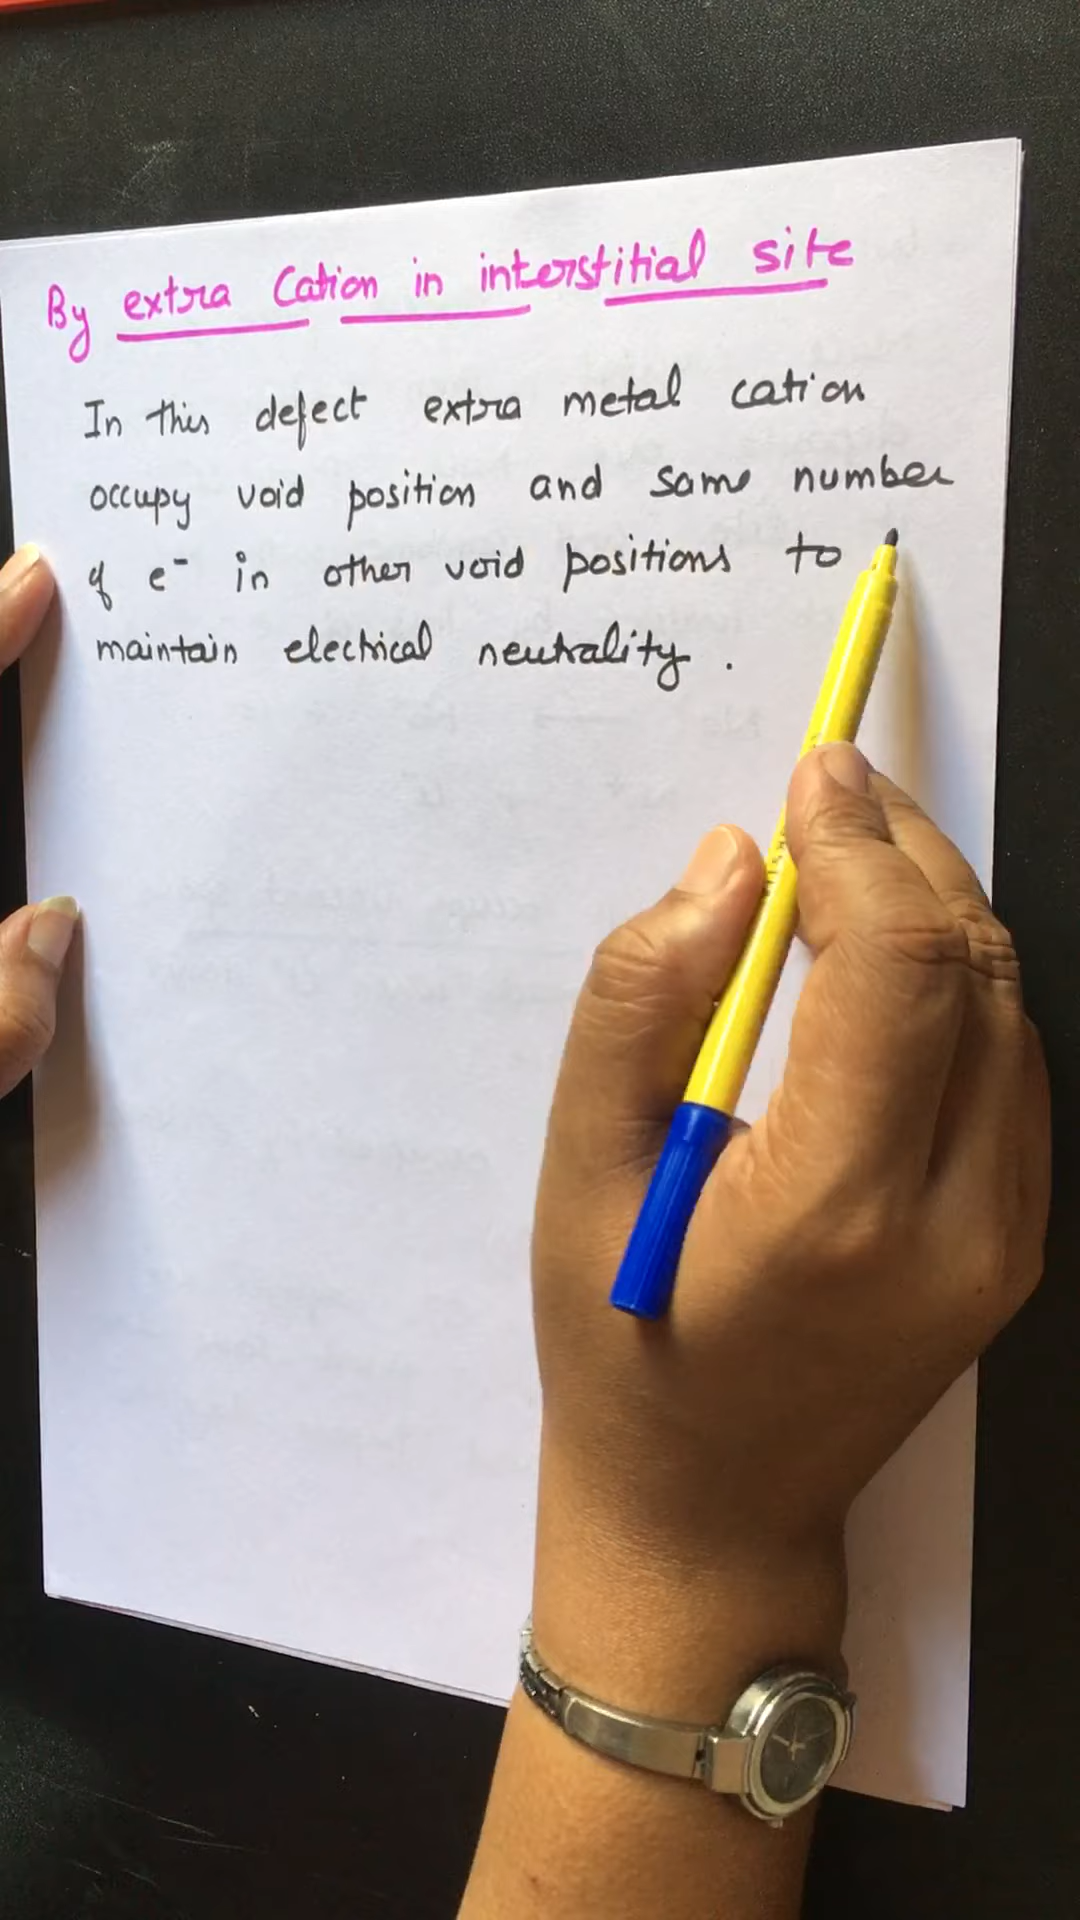 By extra Cation in interstitial site
In this defect extra metal cation
occupy void position and same number
of e⁻ in other void positions to
maintain electrical neutrality .